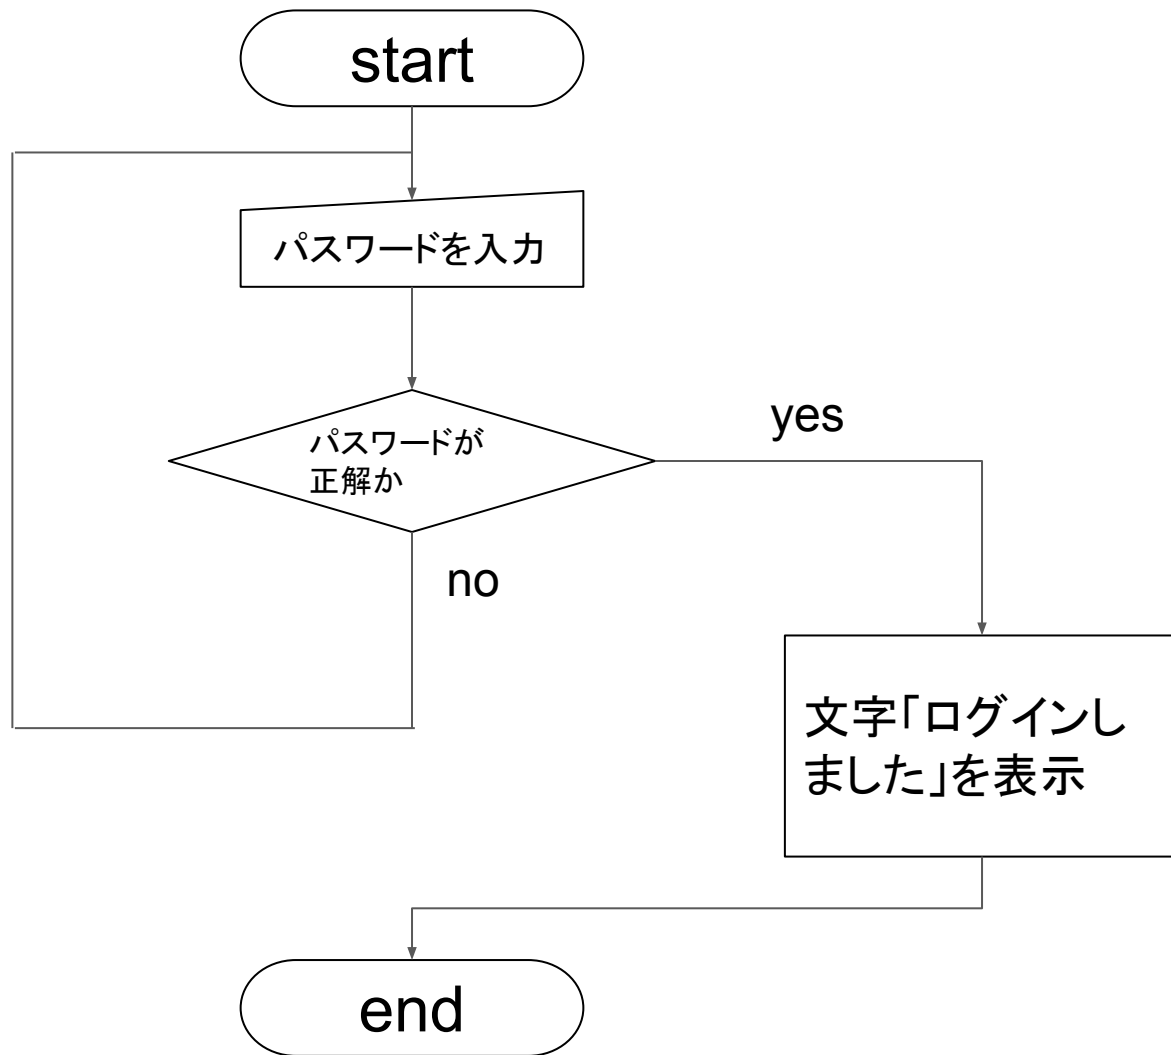 start
パスワードを入力
パスワードが
正解か
yes
no
文字「ログインし
ました」を表示
end